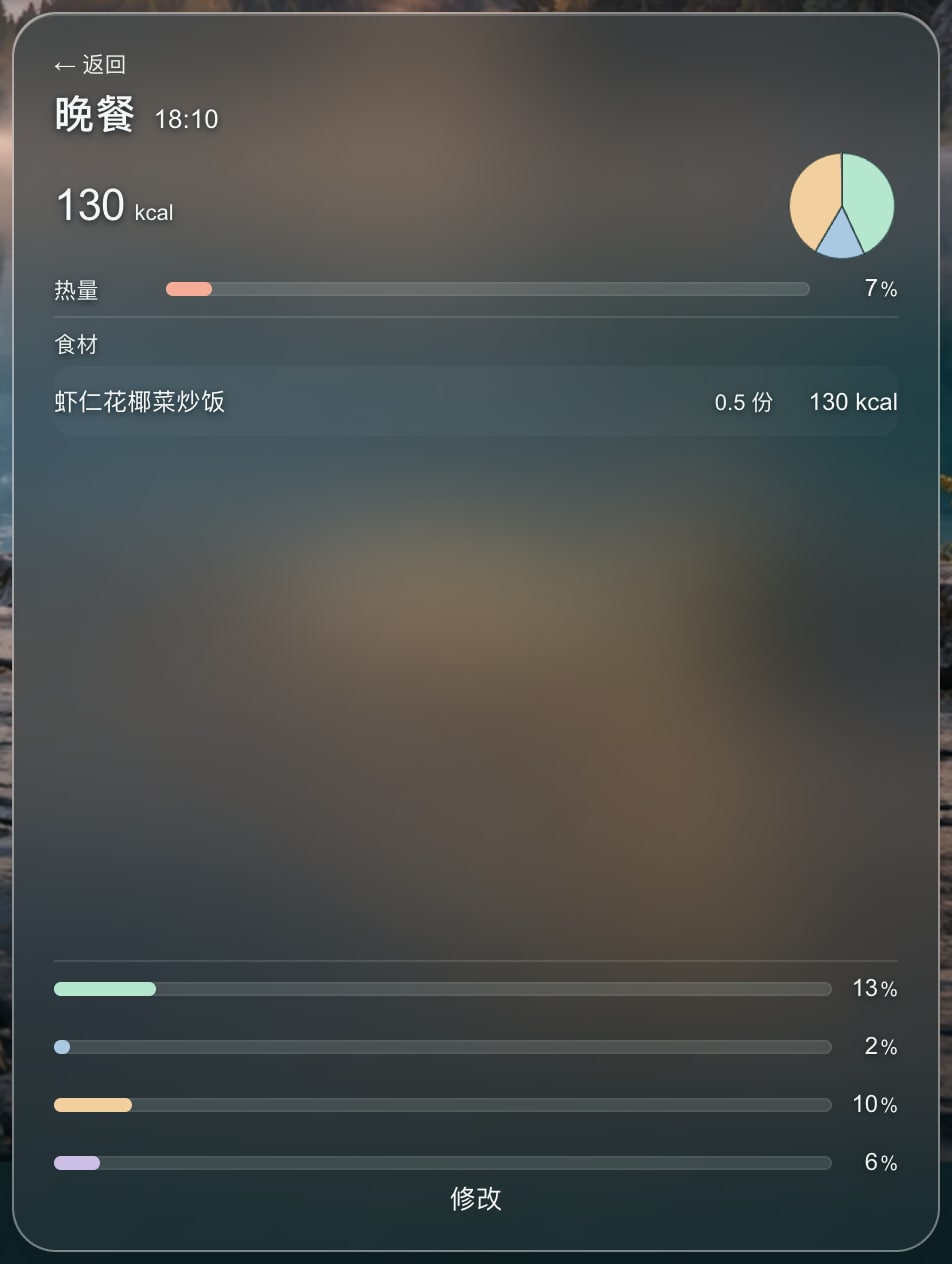 ← 返回
晚餐 18:10
130 kcal
热量 7%
食材
虾仁花椰菜炒饭 0.5 份 130 kcal
13%
2%
10%
6%
修改